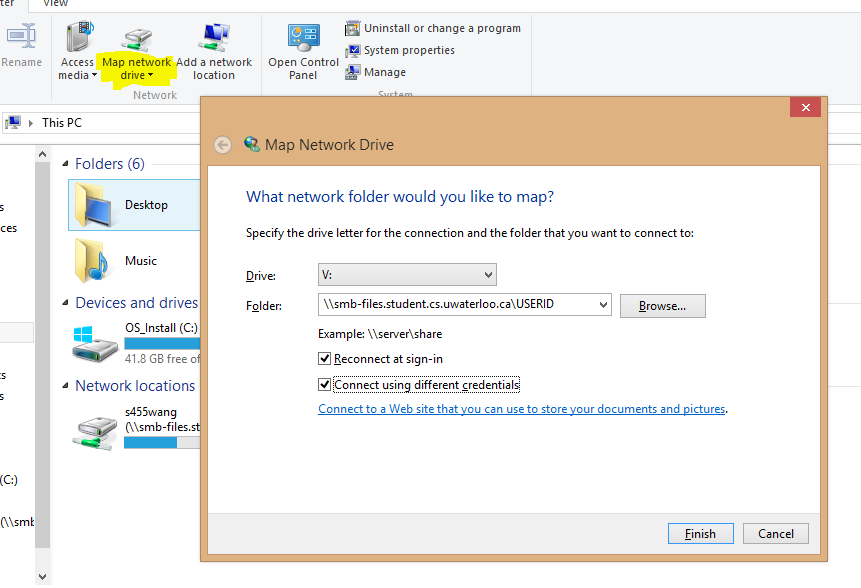 ter
View
Rename
Access media
Map network drive
Add a network location
Network
Open Control Panel
Uninstall or change a program
System properties
Manage
System
This PC
Folders (6)
Desktop
Music
Devices and drives
OS_Install (C:)
41.8 GB free of
Network locations
s455wang
(\\smb-files.st
s
ces
ts
s
(C:)
(\\smb
Map Network Drive
What network folder would you like to map?
Specify the drive letter for the connection and the folder that you want to connect to:
Drive: V:
Folder: \\smb-files.student.cs.uwaterloo.ca\USERID
Browse...
Example: \\server\share
Reconnect at sign-in
Connect using different credentials
Connect to a Web site that you can use to store your documents and pictures.
Finish
Cancel